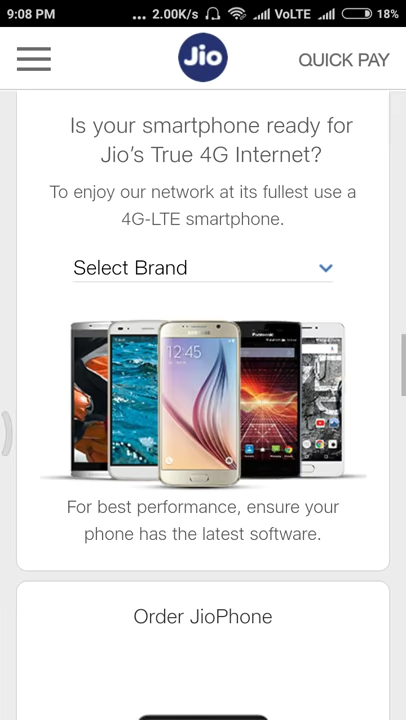 9:08 PM ... 2.00K/s VoLTE 18%
Jio QUICK PAY
Is your smartphone ready for
Jio’s True 4G Internet?
To enjoy our network at its fullest use a
4G-LTE smartphone.
Select Brand
12:45
For best performance, ensure your
phone has the latest software.
Order JioPhone